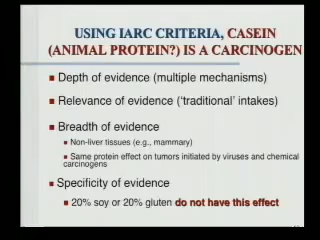 USING IARC CRITERIA, CASEIN
(ANIMAL PROTEIN?) IS A CARCINOGEN
Depth of evidence (multiple mechanisms)
Relevance of evidence ('traditional' intakes)
Breadth of evidence
Non-liver tissues (e.g., mammary)
Same protein effect on tumors initiated by viruses and chemical
carcinogens
Specificity of evidence
20% soy or 20% gluten do not have this effect